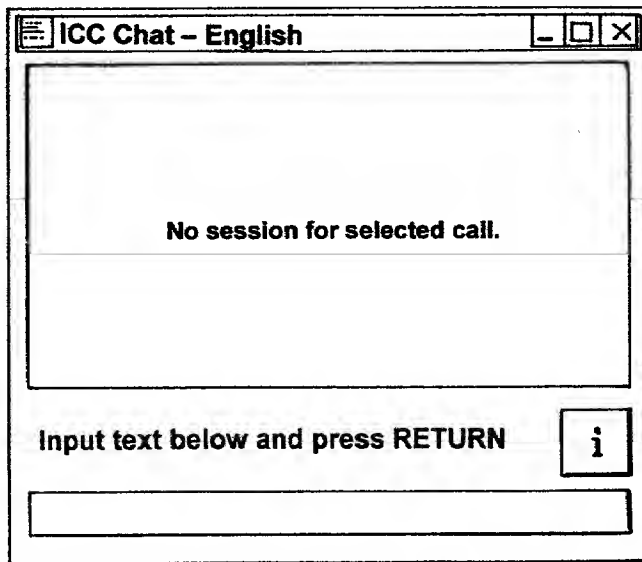 ICC Chat – English
No session for selected call.
Input text below and press RETURN
i